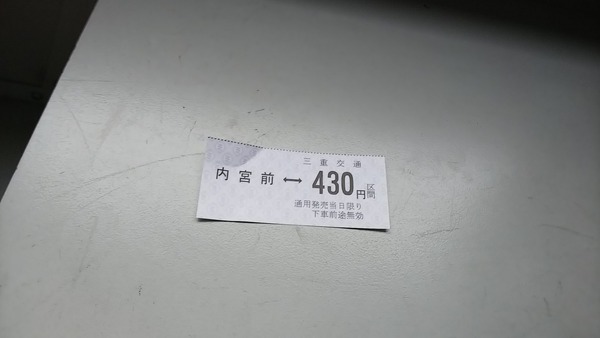 三重交通
内宮前↔430円区間
通用発売当日限り
下車前途無効